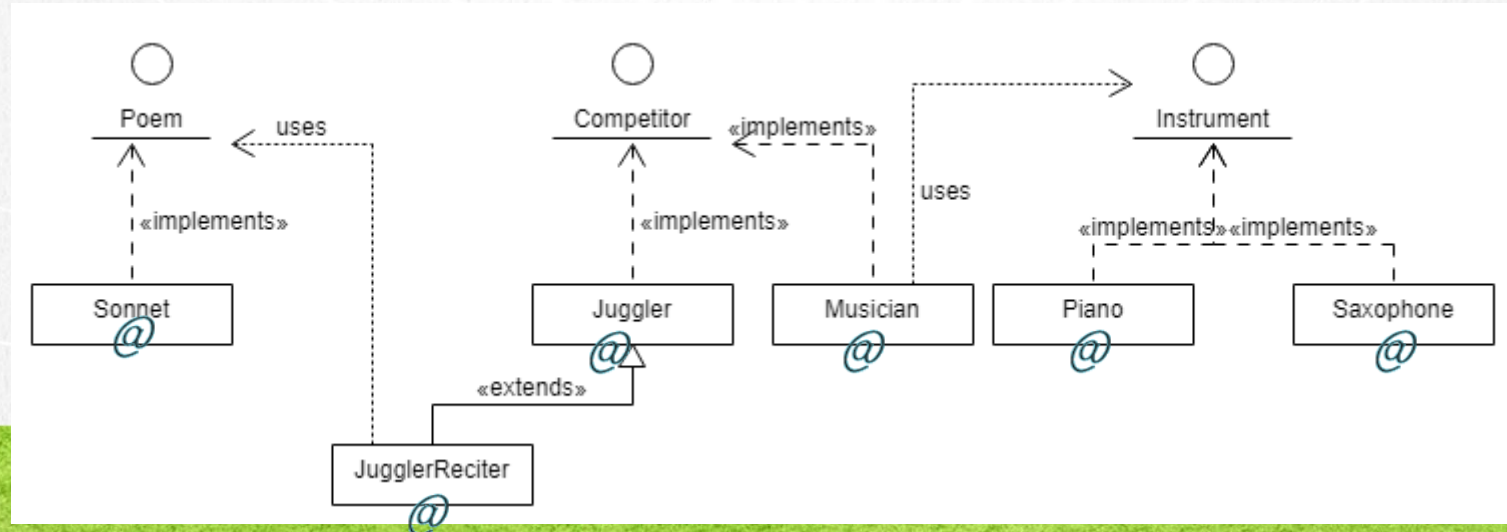 Poem
Competitor
Instrument
uses
«implements»
uses
«implements»
«implements»
«implements»
«implements»
Sonnet
@
Juggler
@
Musician
@
Piano
@
Saxophone
@
«extends»
JugglerReciter
@